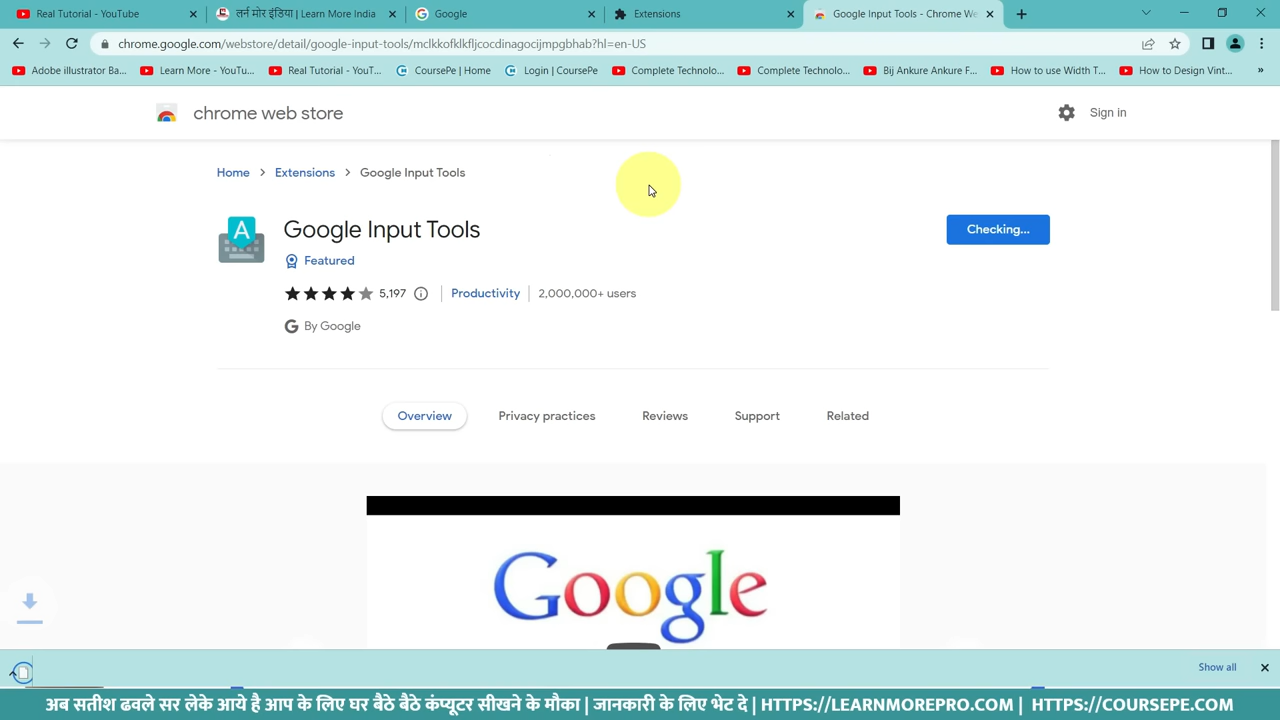 Real Tutorial - YouTube
लर्न मोर इंडिया | Learn More India
Google
Extensions
Google Input Tools - Chrome We
chrome.google.com/webstore/detail/google-input-tools/mclkkofklkfljcocdinagocijmpgbhab?hl=en-US
Adobe illustrator Ba...
Learn More - YouTu...
Real Tutorial - YouT...
CoursePe | Home
Login | CoursePe
Complete Technolo...
Complete Technolo...
Bij Ankure Ankure F...
How to use Width T...
How to Design Vint...
»
chrome web store
Sign in
Home > Extensions > Google Input Tools
A
Google Input Tools
Checking...
Featured
5,197
Productivity
2,000,000+ users
G By Google
Overview
Privacy practices
Reviews
Support
Related
Google
Show all
अब सतीश ढवले सर लेके आये है आप के लिए घर बैठे बैठे कंप्यूटर सीखने के मौका | जानकारी के लिए भेट दे | HTTPS://LEARNMOREPRO.COM | HTTPS://COURSEPE.COM